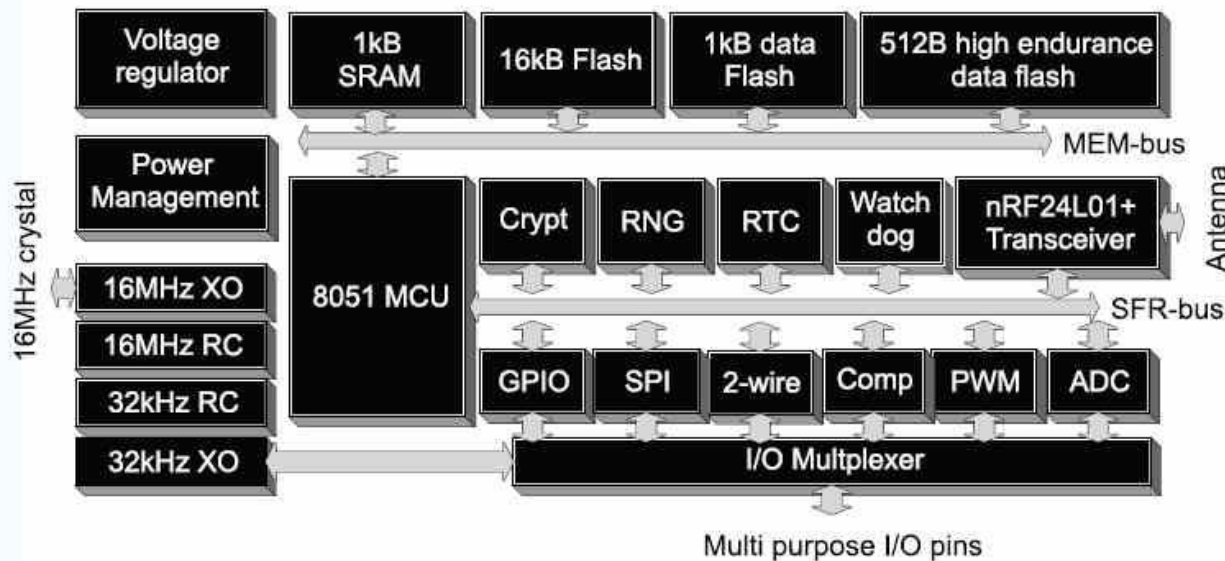 Voltage
regulator
1kB
SRAM
16kB Flash
1kB data
Flash
512B high endurance
data flash
MEM-bus
Power
Management
16MHz crystal
16MHz XO
16MHz RC
32kHz RC
32kHz XO
8051 MCU
Crypt
RNG
RTC
Watch
dog
nRF24L01+
Transceiver
Antenna
SFR-bus
GPIO
SPI
2-wire
Comp
PWM
ADC
I/O Multplexer
Multi purpose I/O pins